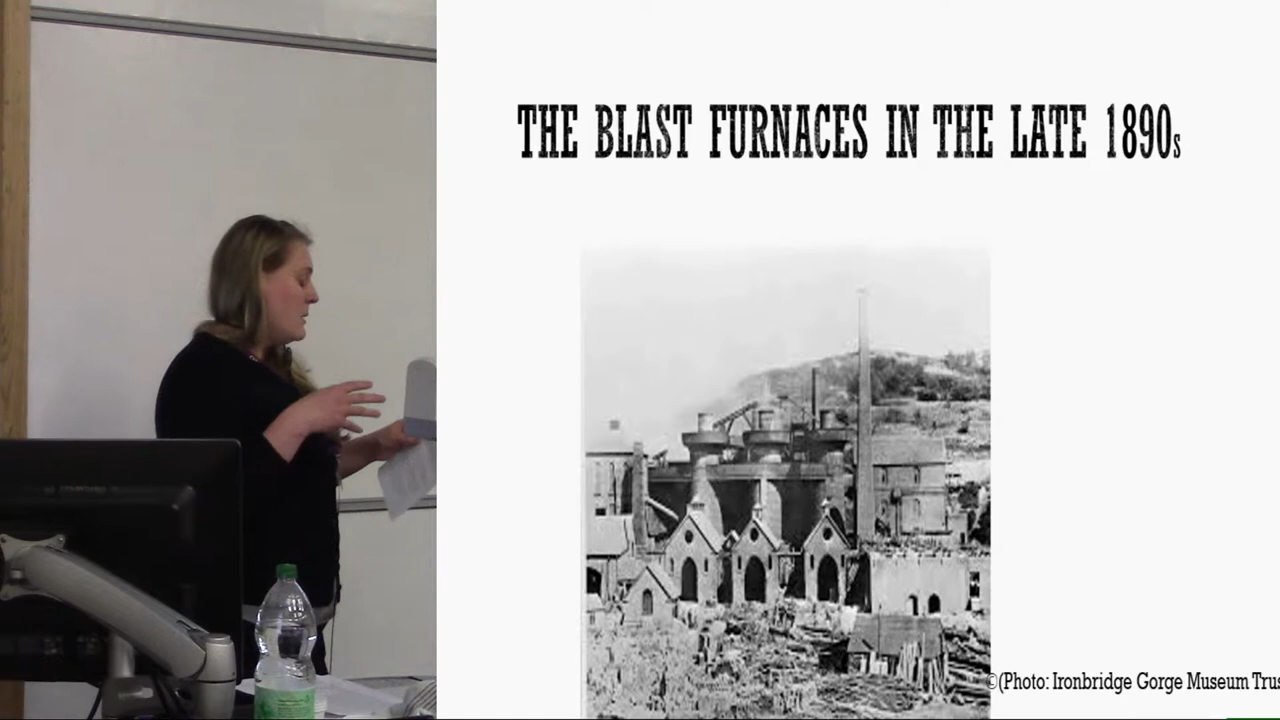 THE BLAST FURNACES IN THE LATE 1890s
©(Photo: Ironbridge Gorge Museum Trus